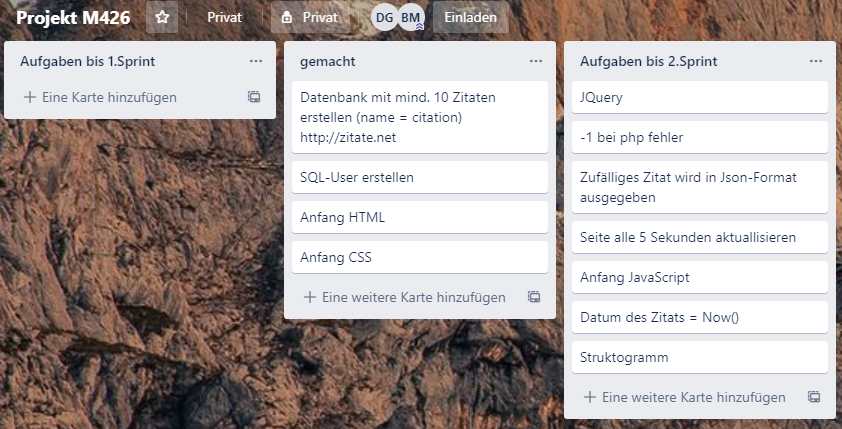 Projekt M426
Privat
Privat
DG
BM
Einladen
Aufgaben bis 1.Sprint
Eine Karte hinzufügen
gemacht
Datenbank mit mind. 10 Zitaten
erstellen (name = citation)
http://zitate.net
SQL-User erstellen
Anfang HTML
Anfang CSS
Eine weitere Karte hinzufügen
Aufgaben bis 2.Sprint
JQuery
-1 bei php fehler
Zufälliges Zitat wird in Json-Format
ausgegeben
Seite alle 5 Sekunden aktuallisieren
Anfang JavaScript
Datum des Zitats = Now()
Struktogramm
Eine weitere Karte hinzufügen